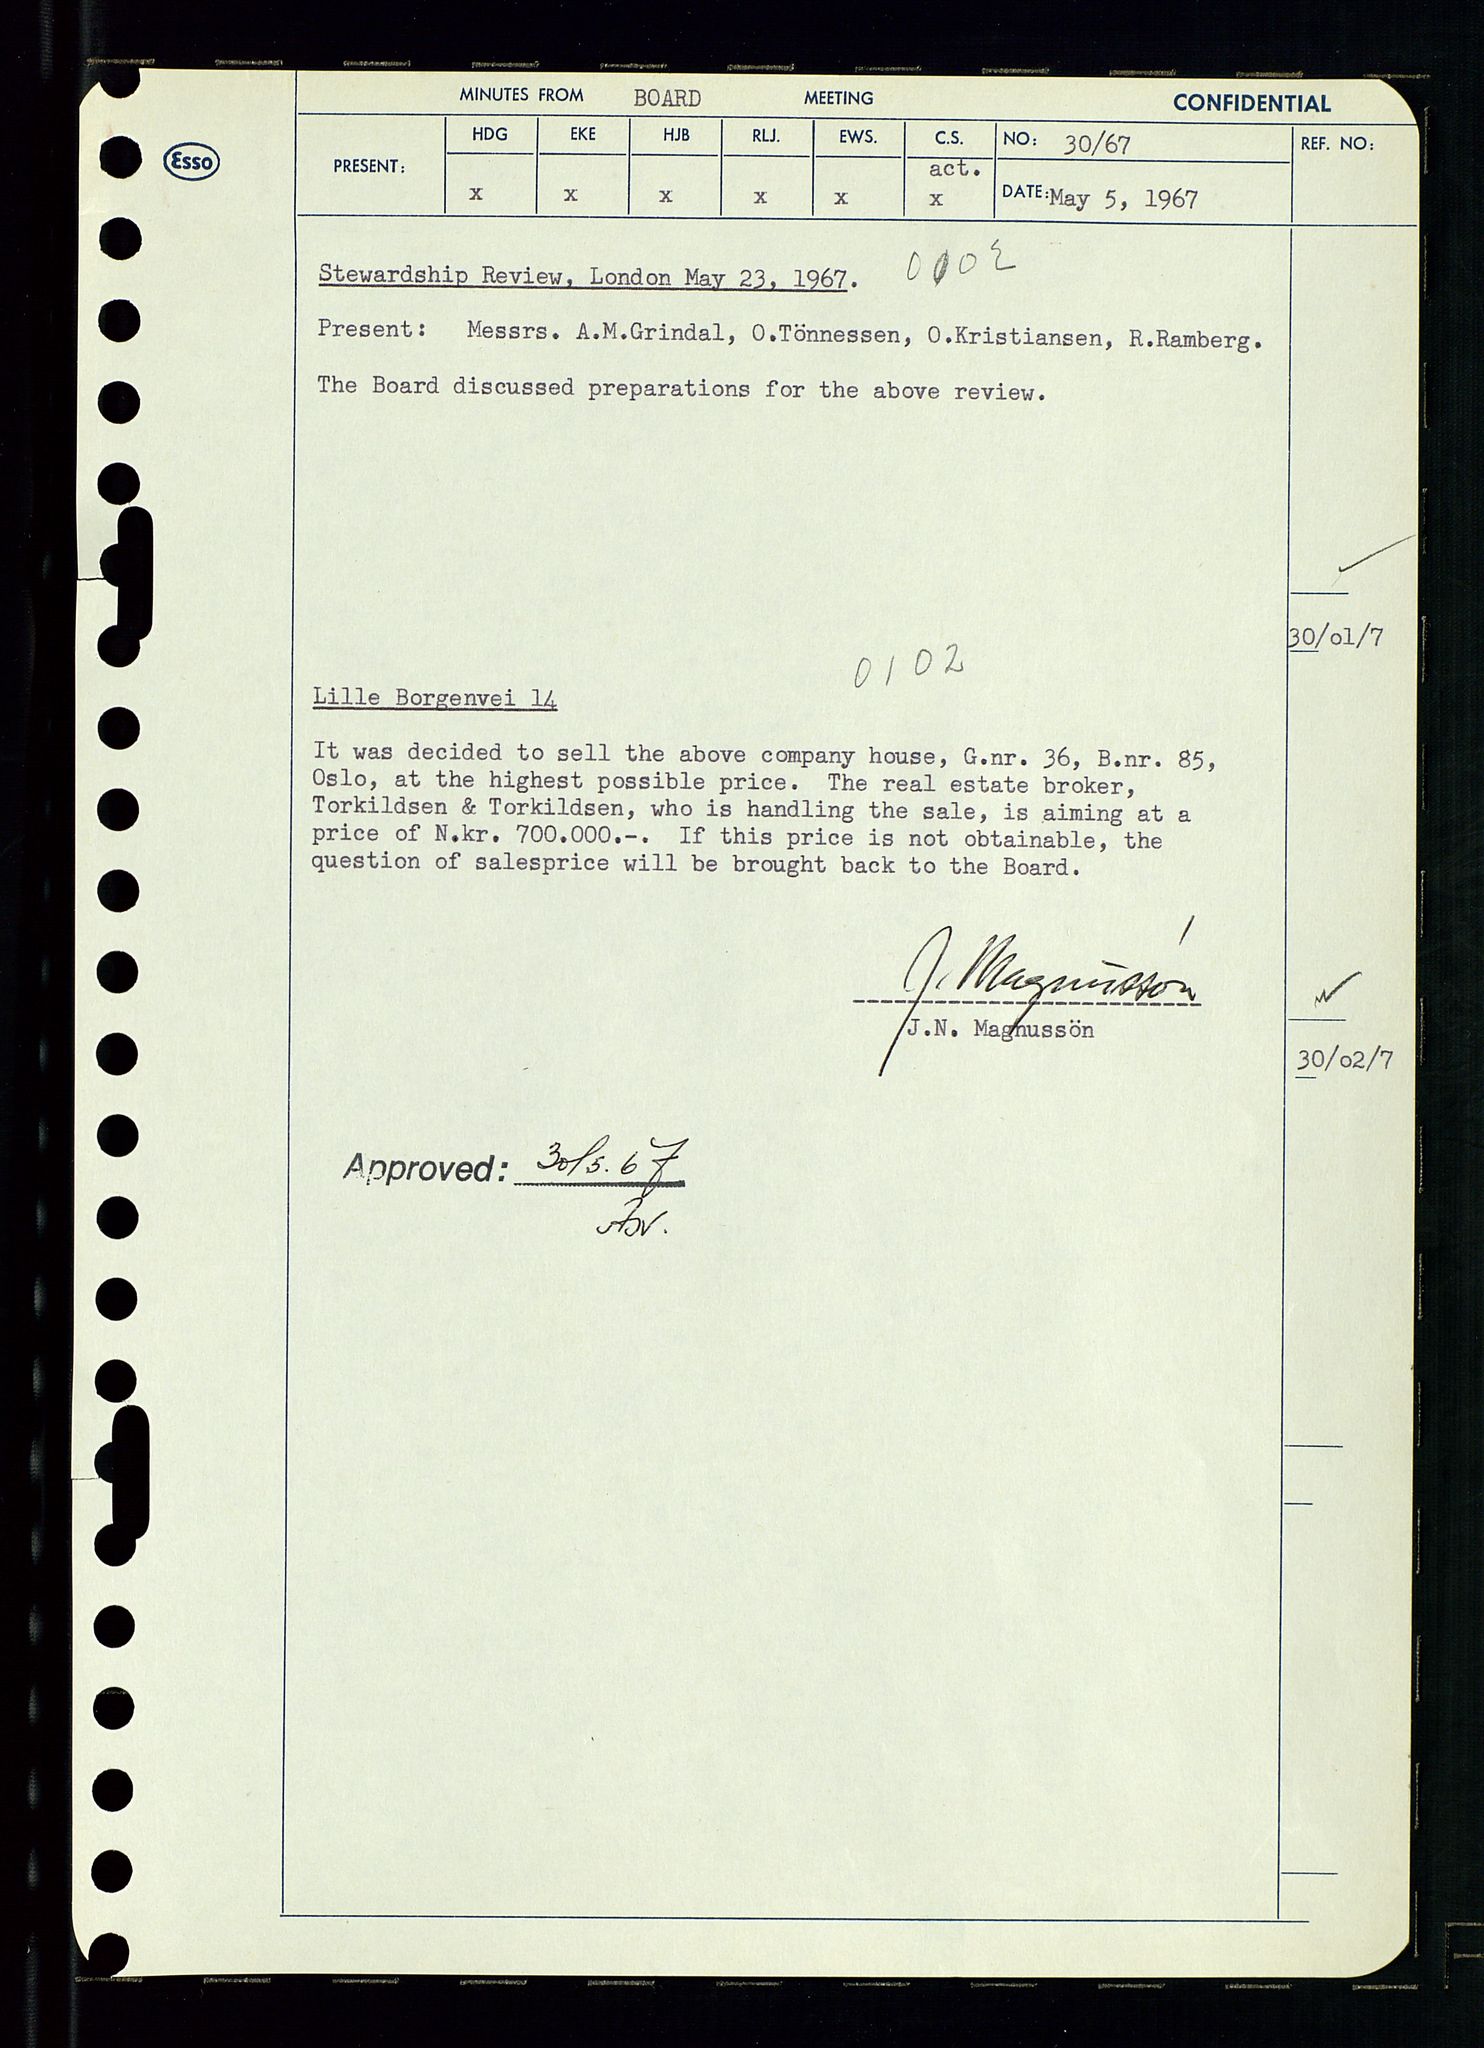 MINUTES FROM BOARD MEETING CONFIDENTIAL
Esso
PRESENT: HDG EKE HJB RLJ. EWS. C.S. NO: 30/67 REF. NO:
act.
x x x x x x DATE: May 5, 1967
Stewardship Review, London May 23, 1967. 0102
Present: Messrs. A.M.Grindal, O.Tönnessen, O.Kristiansen, R.Ramberg.
The Board discussed preparations for the above review.
30/01/7
0102
Lille Borgenvei 14
It was decided to sell the above company house, G.nr. 36, B.nr. 85,
Oslo, at the highest possible price. The real estate broker,
Torkildsen & Torkildsen, who is handling the sale, is aiming at a
price of N.kr. 700.000.-. If this price is not obtainable, the
question of salesprice will be brought back to the Board.
J. Magnussön
J.N. Magnussön
30/02/7
Approved: 30/5.67